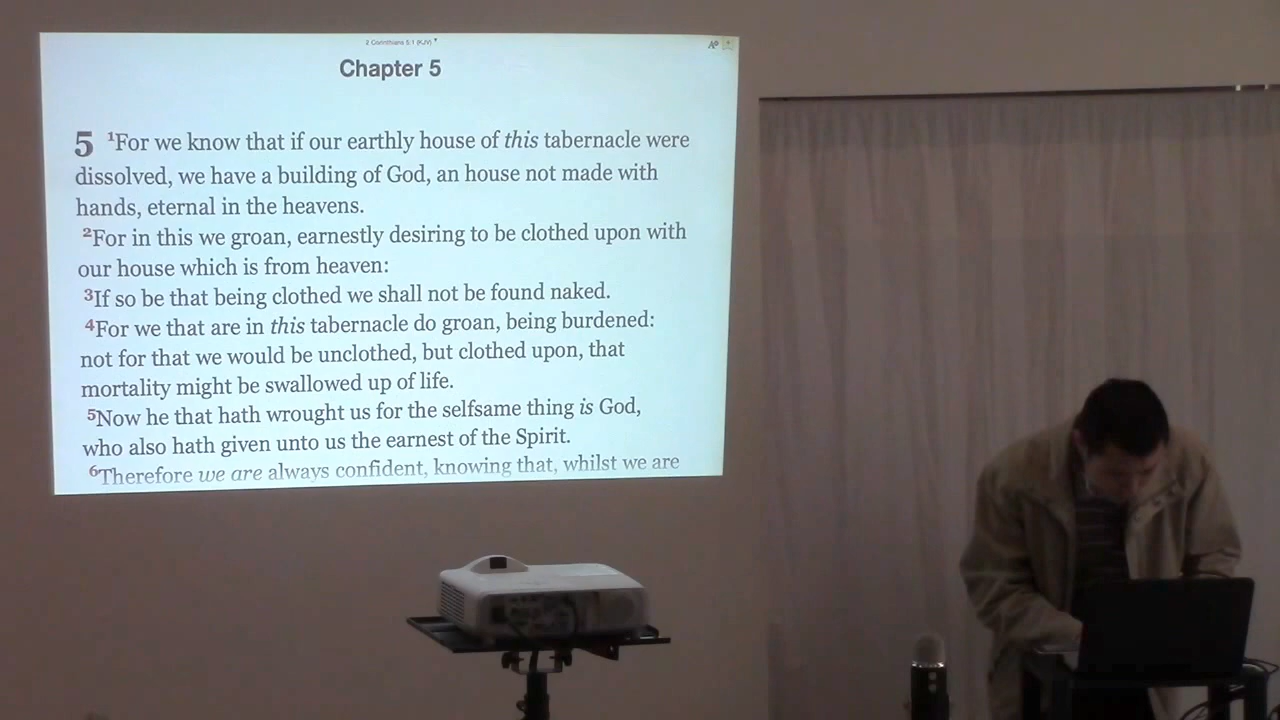 2 Corinthians 5:1 (KJV) ▾
Chapter 5
5 ¹For we know that if our earthly house of this tabernacle were
dissolved, we have a building of God, an house not made with
hands, eternal in the heavens.
²For in this we groan, earnestly desiring to be clothed upon with
our house which is from heaven:
³If so be that being clothed we shall not be found naked.
⁴For we that are in this tabernacle do groan, being burdened:
not for that we would be unclothed, but clothed upon, that
mortality might be swallowed up of life.
⁵Now he that hath wrought us for the selfsame thing is God,
who also hath given unto us the earnest of the Spirit.
⁶Therefore we are always confident, knowing that, whilst we are